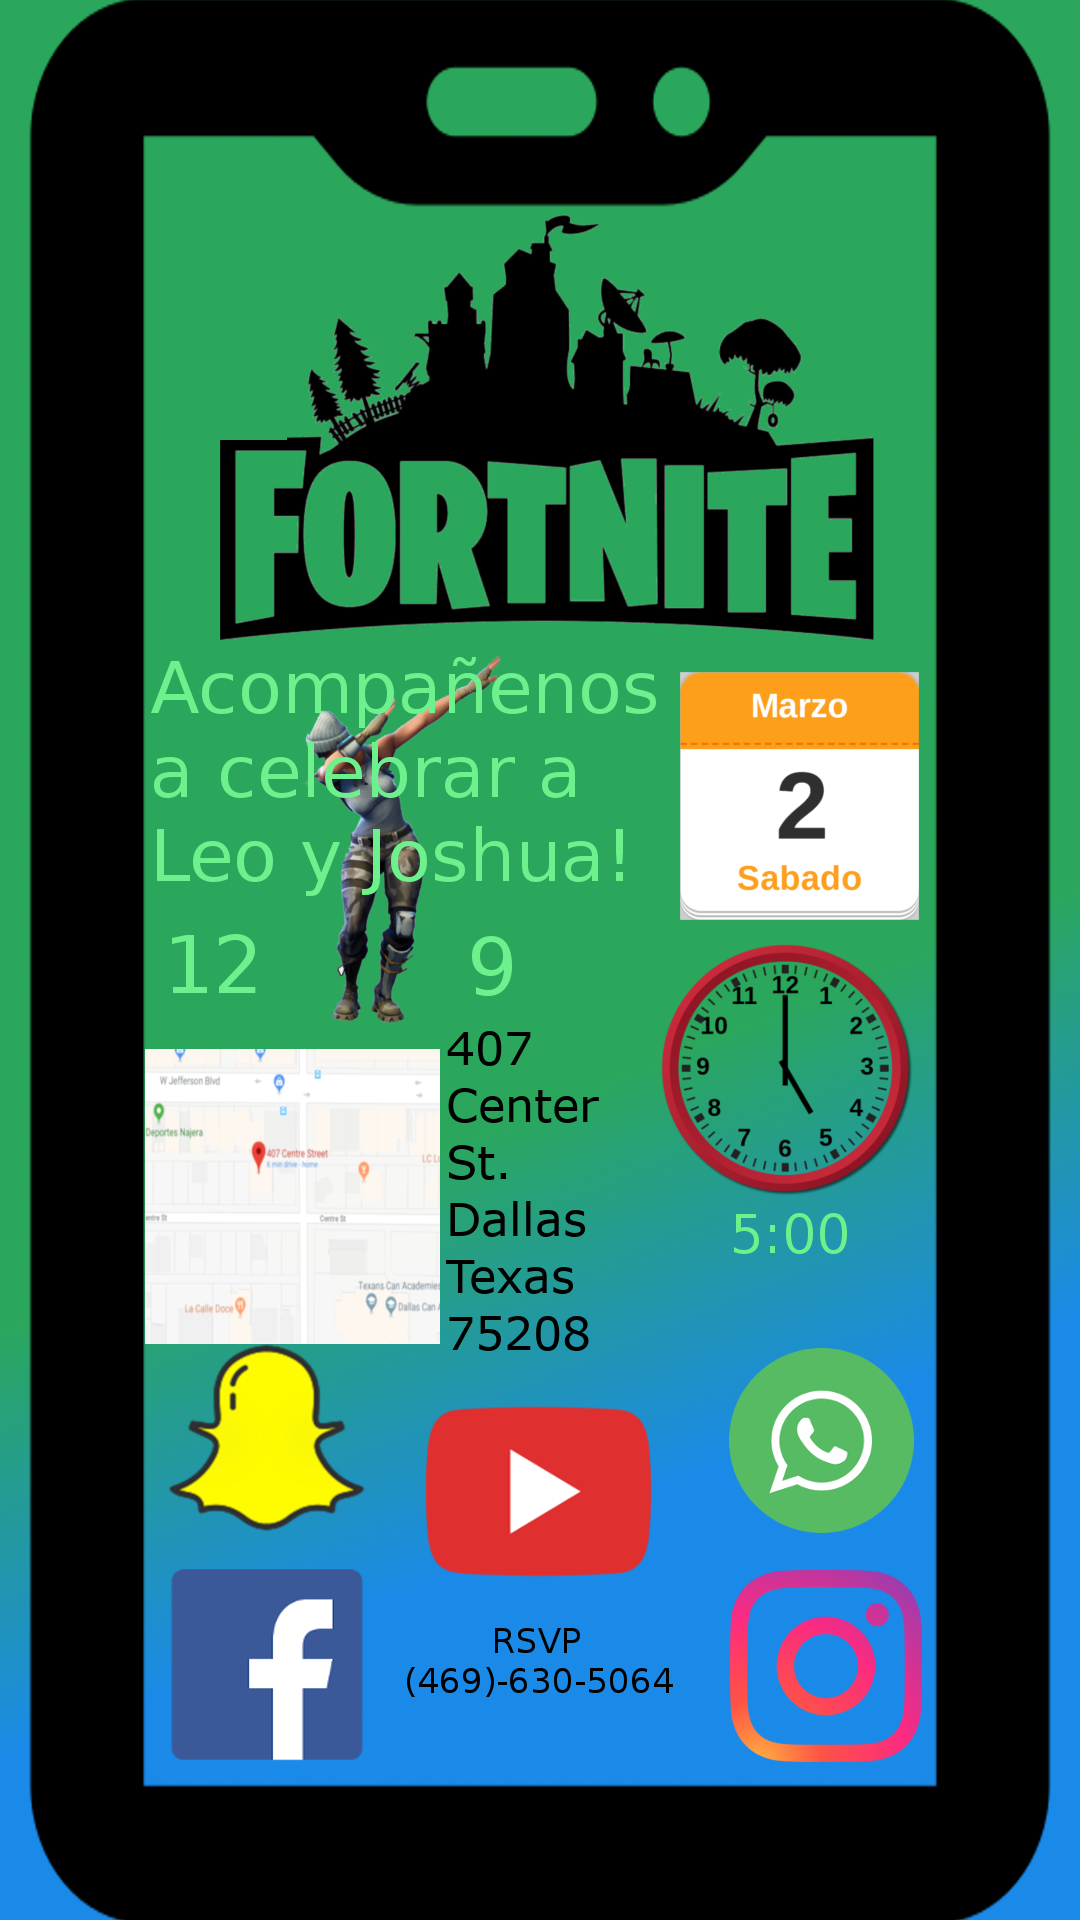 FORTNITE
Acompañenos
a celebrar a
Leo y Joshua!
12 9
Marzo
2
Sabado
12
1
2
3
4
5
6
7
8
9
10
11
5:00
W Jefferson Blvd
Deportes Najera
407 Centre Street
6 min drive - home
LC
Centre St
Texans Can Academies
La Calle Doce
Dallas Can
407
Center
St.
Dallas
Texas
75208
RSVP
(469)-630-5064